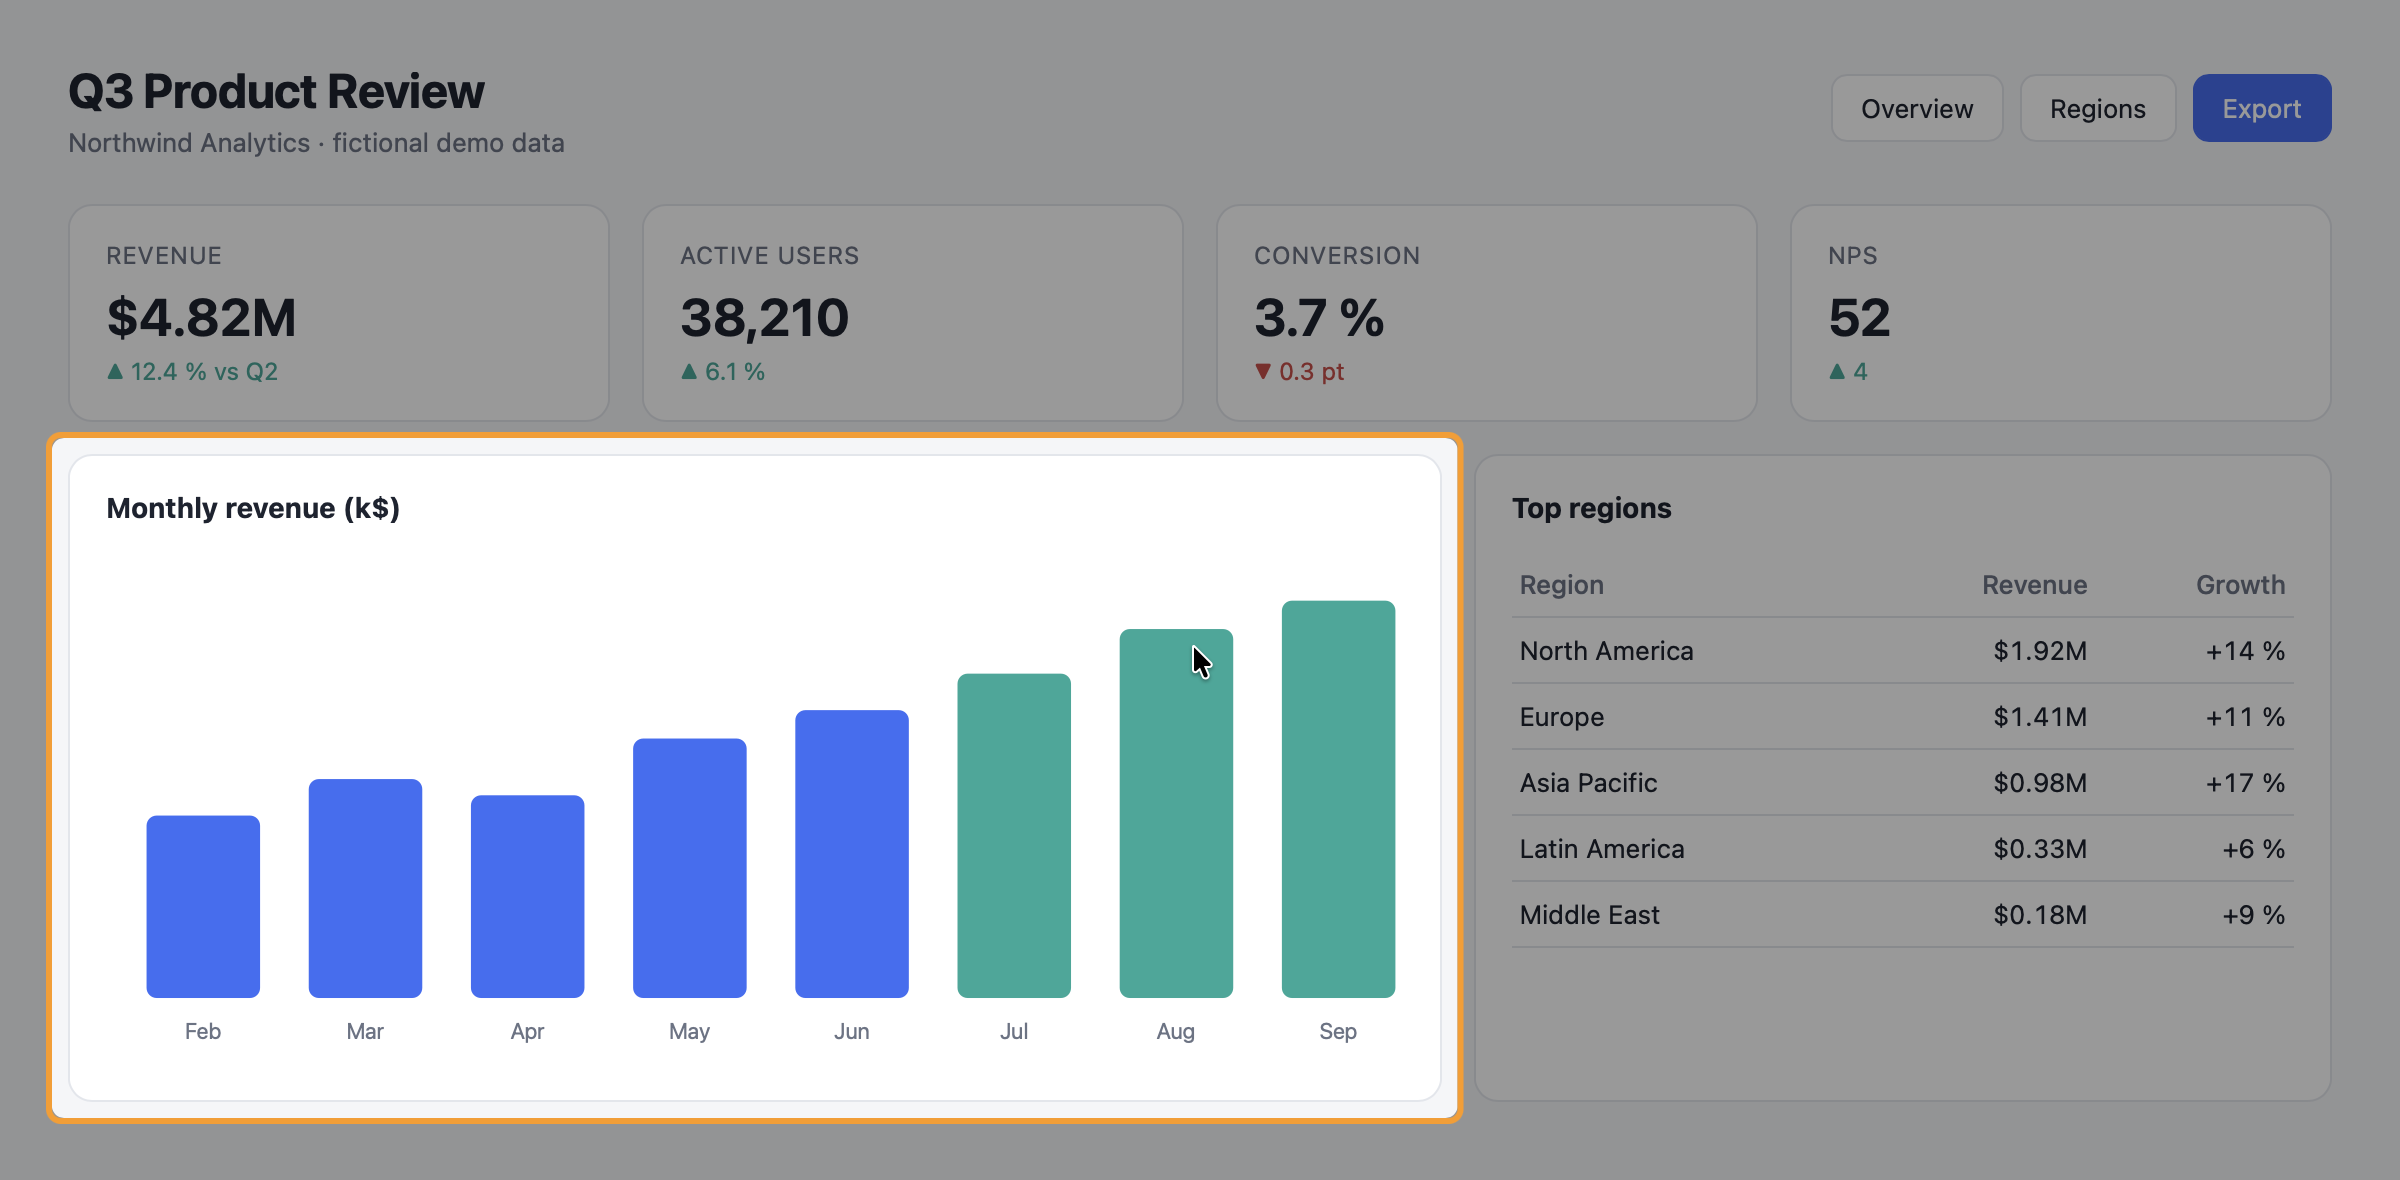 Q3 Product Review
Northwind Analytics · fictional demo data
Overview
Regions
Export
REVENUE
$4.82M
▲ 12.4 % vs Q2
ACTIVE USERS
38,210
▲ 6.1 %
CONVERSION
3.7 %
▼ 0.3 pt
NPS
52
▲ 4
Monthly revenue (k$)
Feb Mar Apr May Jun Jul Aug Sep
Top regions
Region Revenue Growth
North America $1.92M +14 %
Europe $1.41M +11 %
Asia Pacific $0.98M +17 %
Latin America $0.33M +6 %
Middle East $0.18M +9 %